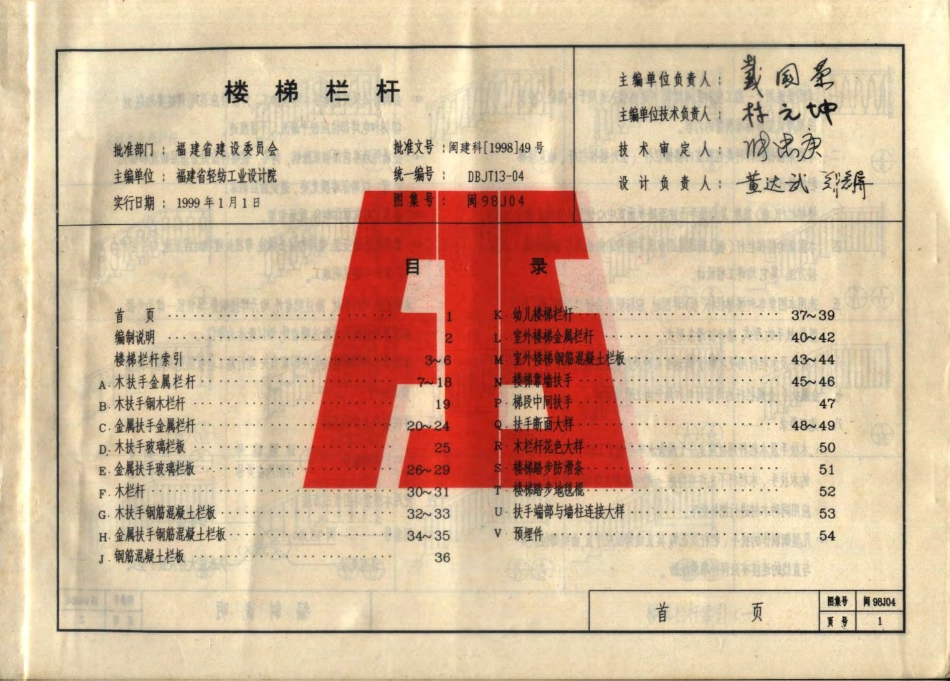 楼梯栏杆
批准部门：福建省建设委员会
主编单位：福建省轻纺工业设计院
实行日期：1999年1月1日
批准文号：闽建科[1998]49号
统一编号：DBJT13-04
图集号：闽98J04
主编单位负责人：
主编单位技术负责人：林元坤
技术审定人：
设计负责人：黄达武
目录
首页 1
编制说明 2
楼梯栏杆索引 3~6
A. 木扶手金属栏杆 7~18
B. 木扶手钢木栏杆 19
C. 金属扶手金属栏杆 20~24
D. 木扶手玻璃栏板 25
E. 金属扶手玻璃栏板 26~29
F. 木栏杆 30~31
G. 木扶手钢筋混凝土栏板 32~33
H. 金属扶手钢筋混凝土栏板 34~35
J. 钢筋混凝土栏板 36
K. 幼儿楼梯栏杆 37~39
L. 室外楼梯金属栏杆 40~42
M. 室外楼梯钢筋混凝土栏板 43~44
N. 楼梯靠墙扶手 45~46
P. 梯段中间扶手 47
Q. 扶手断面大样 48~49
R. 木栏杆花色大样 50
S. 楼梯踏步防滑条 51
T. 楼梯踏步地毯棍 52
U. 扶手端部与墙柱连接大样 53
V. 预埋件 54
首页
图集号 闽98J04
页号 1